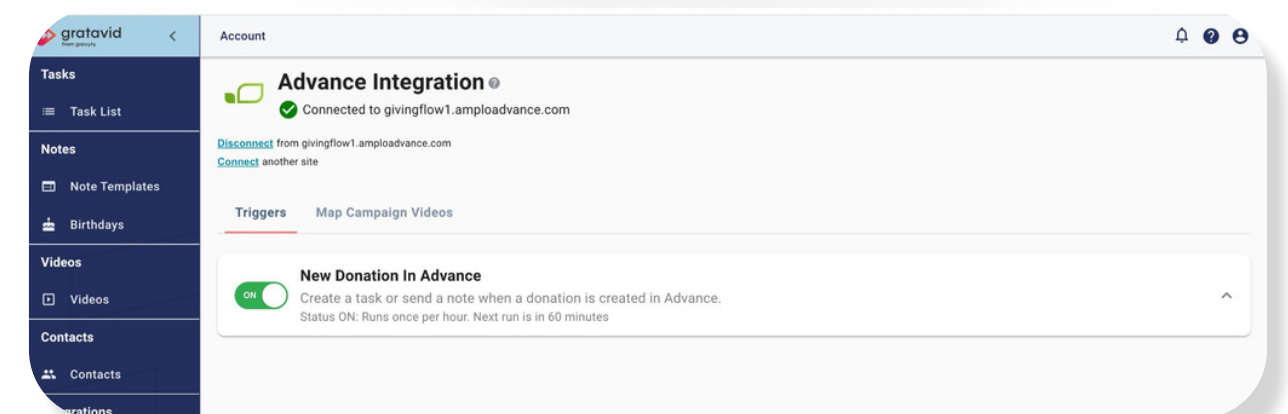 gratavid
from gravyty
Account
Tasks
Task List
Notes
Note Templates
Birthdays
Videos
Videos
Contacts
Contacts
Advance Integration
Connected to givingflow1.amploadvance.com
Disconnect from givingflow1.amploadvance.com
Connect another site
Triggers Map Campaign Videos
ON
New Donation In Advance
Create a task or send a note when a donation is created in Advance.
Status ON: Runs once per hour. Next run is in 60 minutes